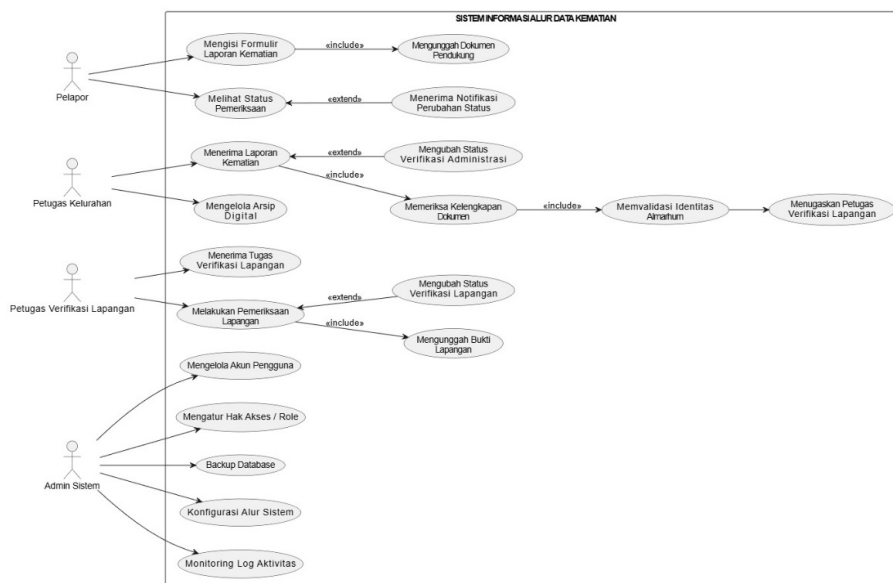 SISTEM INFORMASI ALUR DATA KEMATIAN
Pelapor
Mengisi Formulir
Laporan Kematian
«include»
Mengunggah Dokumen
Pendukung
Melihat Status
Pemeriksaan
«extend»
Menerima Notifikasi
Perubahan Status
Petugas Kelurahan
Menerima Laporan
Kematian
«extend»
Mengubah Status
Verifikasi Administrasi
«include»
Mengelola Arsip
Digital
Memeriksa Kelengkapan
Dokumen
«include»
Memvalidasi Identitas
Almarhum
Menugaskan Petugas
Verifikasi Lapangan
Petugas Verifikasi Lapangan
Menerima Tugas
Verifikasi Lapangan
Melakukan Pemeriksaan
Lapangan
«extend»
Mengubah Status
Verifikasi Lapangan
«include»
Mengunggah Bukti
Lapangan
Admin Sistem
Mengelola Akun Pengguna
Mengatur Hak Akses / Role
Backup Database
Konfigurasi Alur Sistem
Monitoring Log Aktivitas